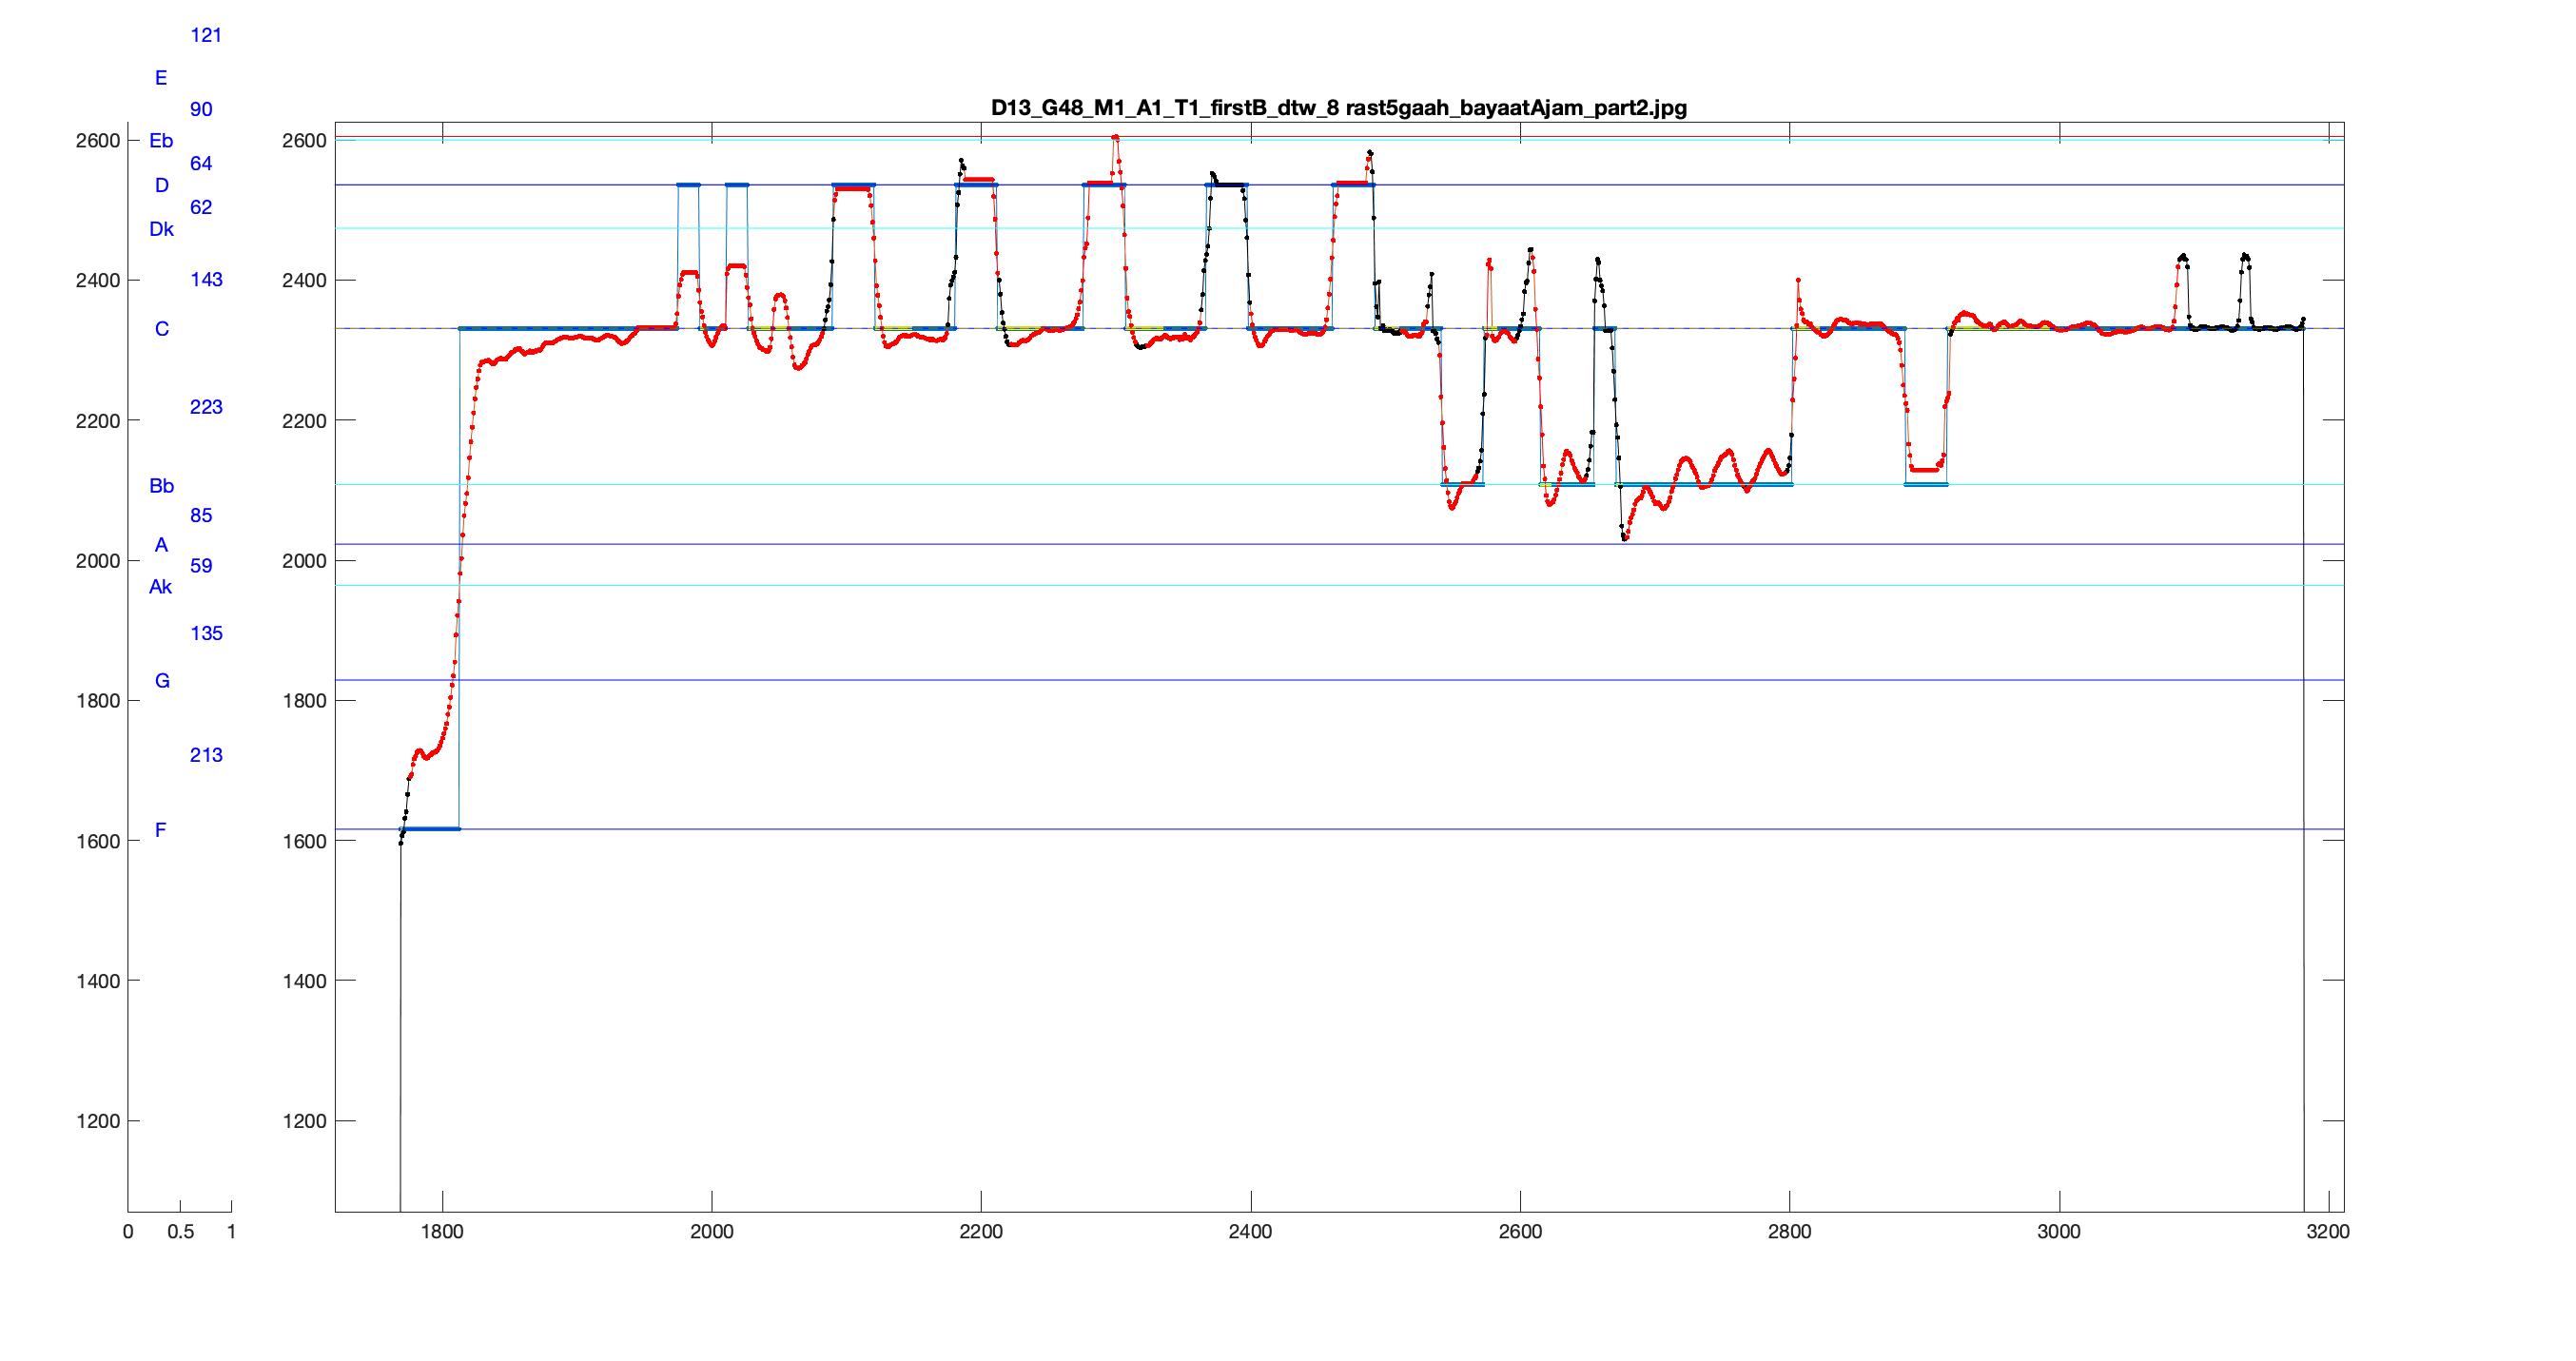 121
E
90
D13_G48_M1_A1_T1_firstB_dtw_8 rast5gaah_bayaatAjam_part2.jpg
2600 Eb 2600
64
D
62
Dk
2400 143 2400
C
2200 223 2200
Bb
85
A
2000 59 2000
Ak
135
G
1800 1800
213
F
1600 1600
1400 1400
1200 1200
0 0.5 1 1800 2000 2200 2400 2600 2800 3000 3200